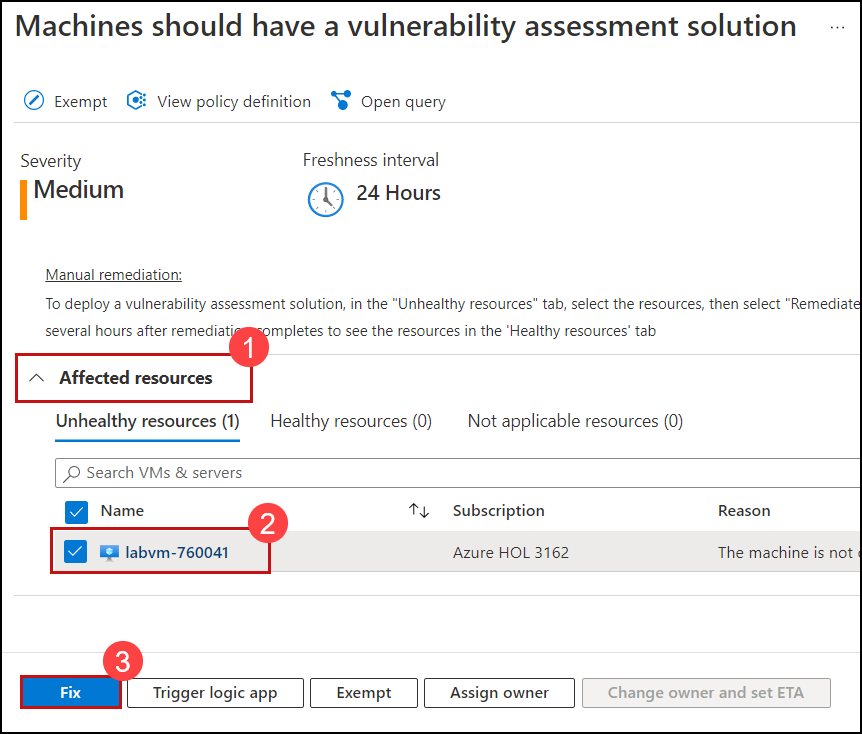 Machines should have a vulnerability assessment solution ...
Exempt View policy definition Open query
Severity Freshness interval
Medium 24 Hours
Manual remediation:
To deploy a vulnerability assessment solution, in the "Unhealthy resources" tab, select the resources, then select "Remediate
several hours after remediation completes to see the resources in the 'Healthy resources' tab
1
Affected resources
Unhealthy resources (1) Healthy resources (0) Not applicable resources (0)
Search VMs & servers
Name Subscription Reason
2
labvm-760041 Azure HOL 3162 The machine is not
3
Fix Trigger logic app Exempt Assign owner Change owner and set ETA